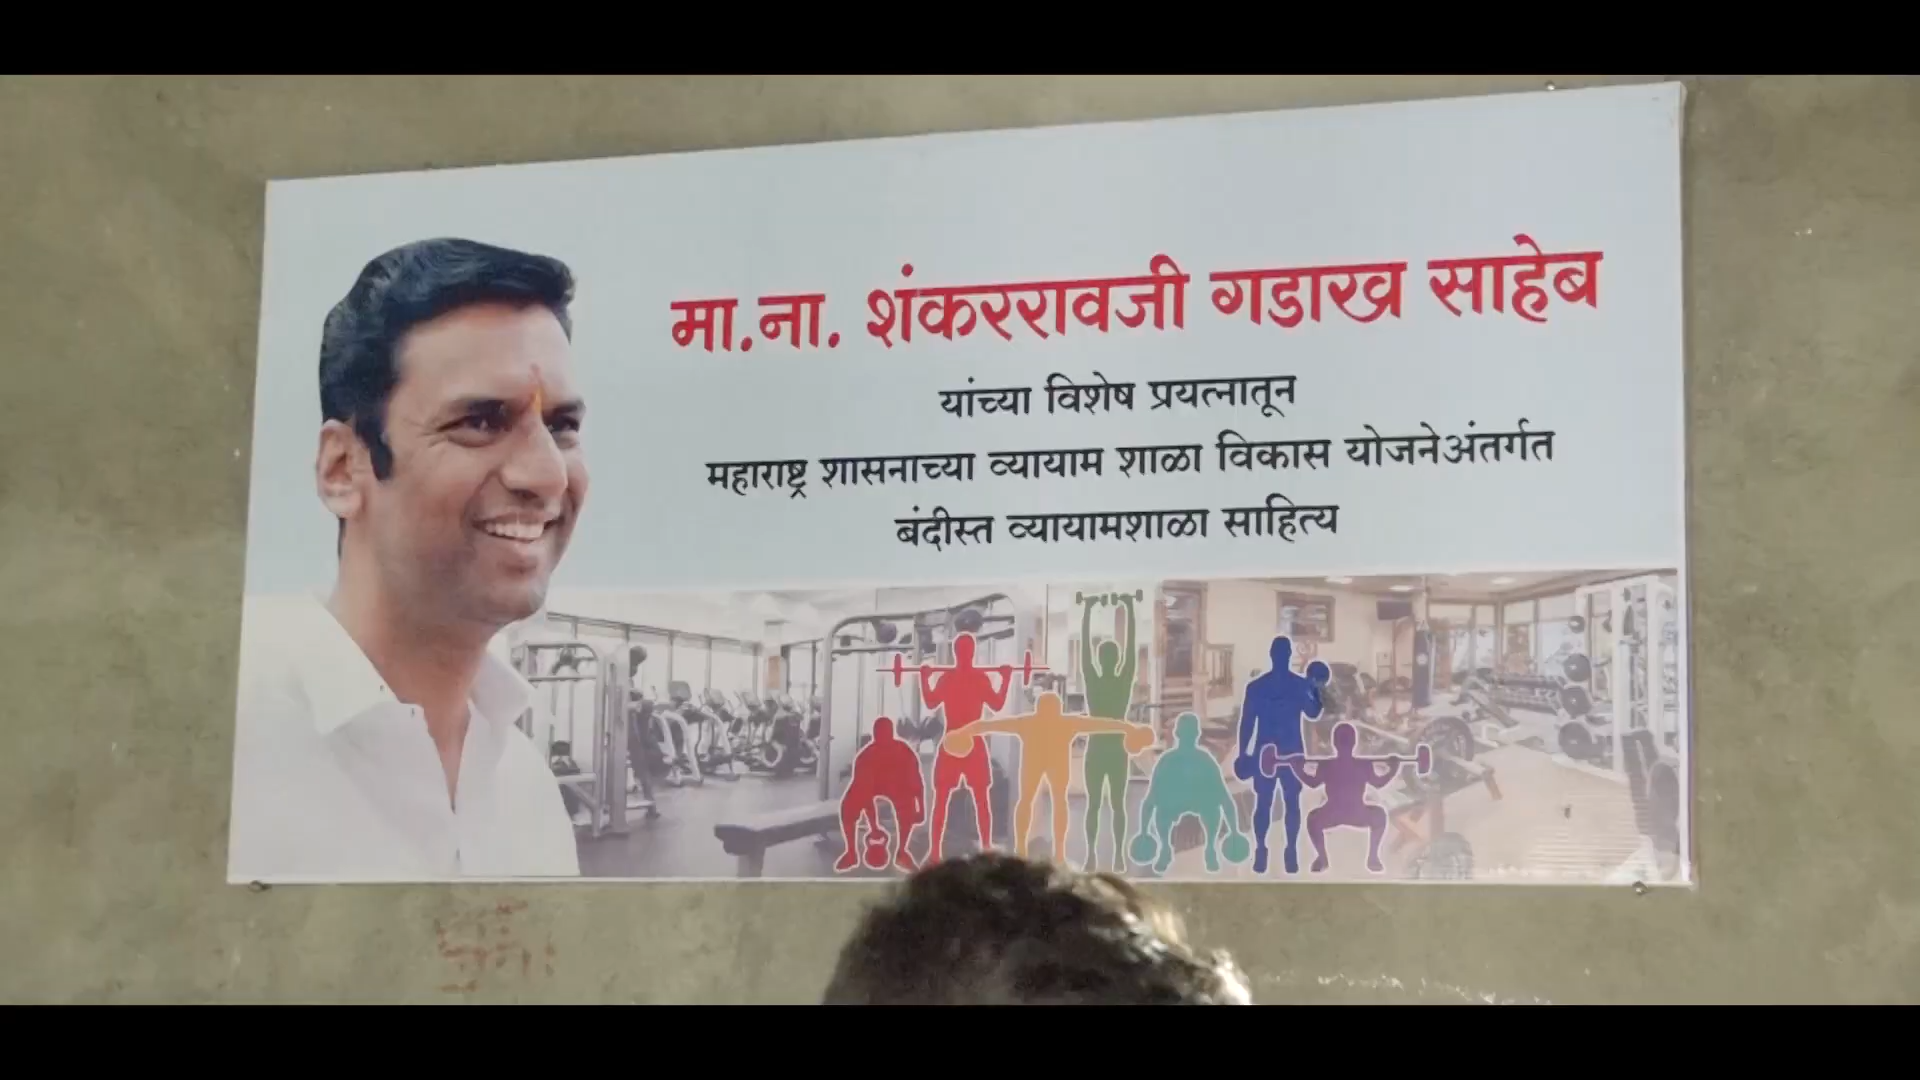 मा.ना. शंकररावजी गडाख साहेब
यांच्या विशेष प्रयत्नातून
महाराष्ट्र शासनाच्या व्यायाम शाळा विकास योजनेअंतर्गत
बंदीस्त व्यायामशाळा साहित्य